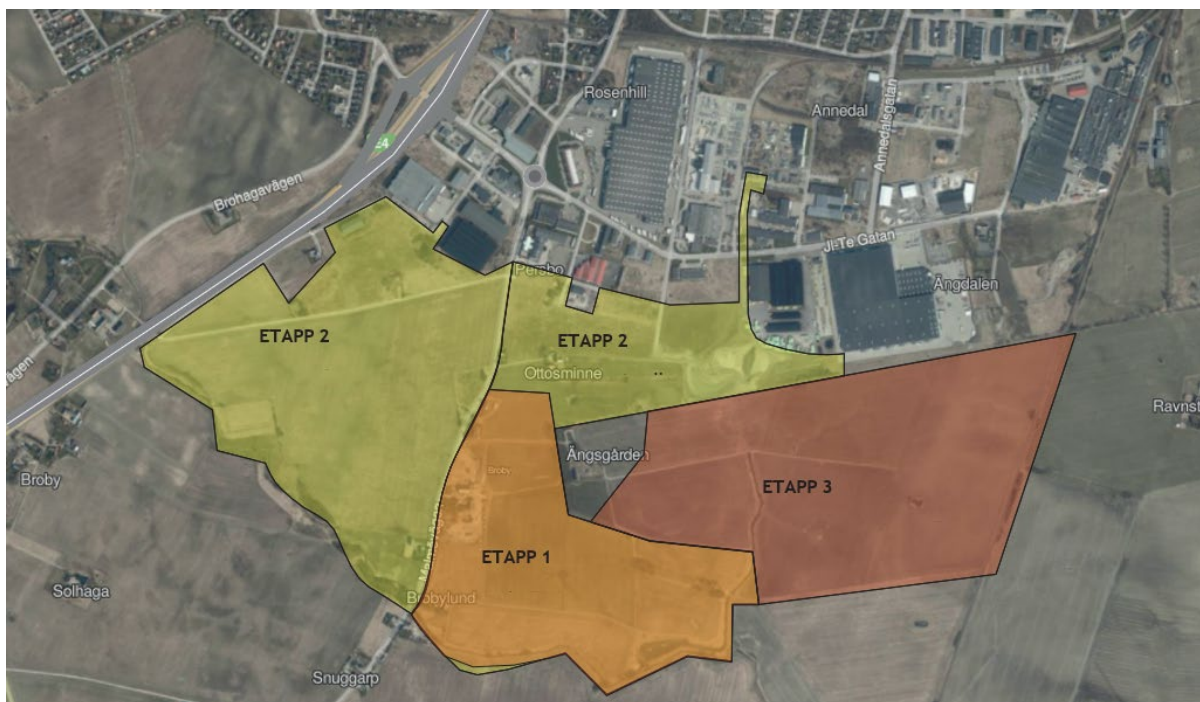 Rosenhill
Annedal
Annedalsgatan
E4
Brohagavägen
JI-Te Gatan
Persbo
Ängdalen
ETAPP 2
ETAPP 2
Ottosminne
Ravnst
Ängsgården
Broby
Broby
ETAPP 3
ETAPP 1
Solhaga
Brobylund
Snuggarp